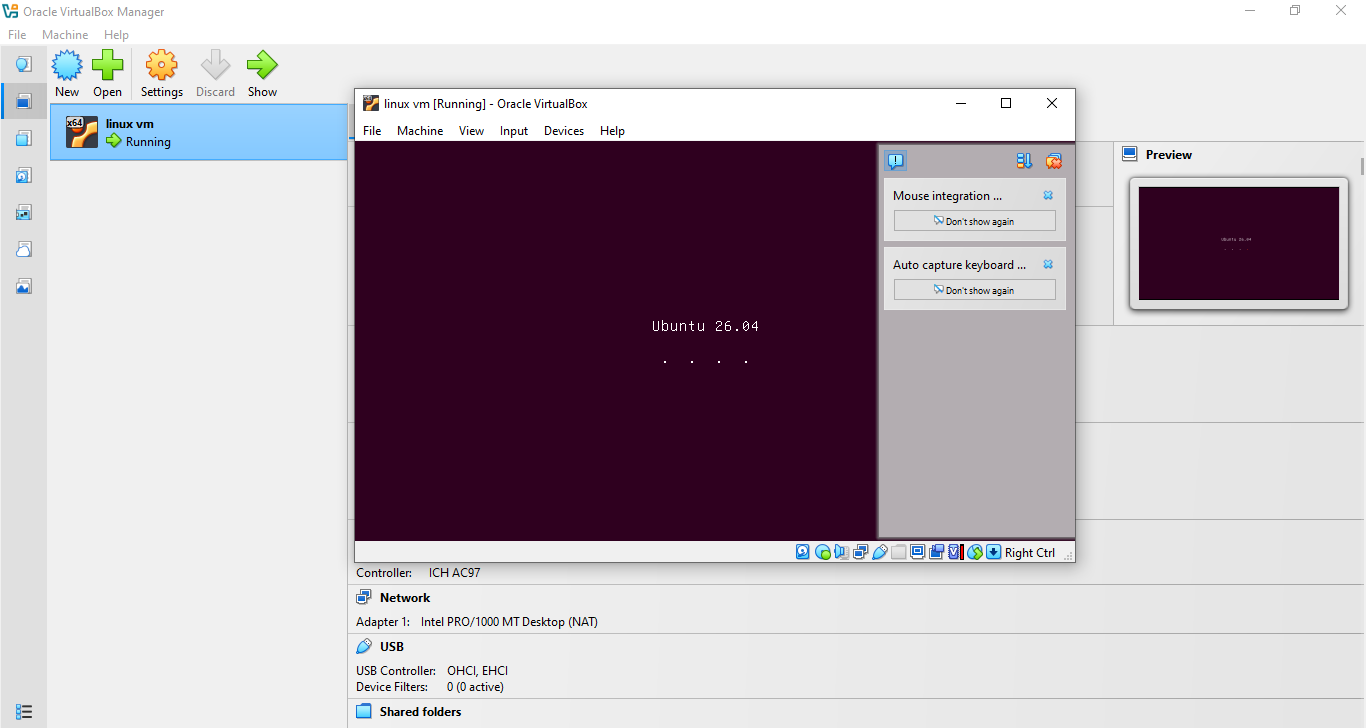 Oracle VirtualBox Manager
File Machine Help
New Open Settings Discard Show
x64 linux vm
Running
linux vm [Running] - Oracle VirtualBox
File Machine View Input Devices Help
Mouse integration ...
Don't show again
Auto capture keyboard ...
Don't show again
Ubuntu 26.04
. . . .
Right Ctrl
Preview
Ubuntu 26.04
. . . .
Controller: ICH AC97
Network
Adapter 1: Intel PRO/1000 MT Desktop (NAT)
USB
USB Controller: OHCI, EHCI
Device Filters: 0 (0 active)
Shared folders